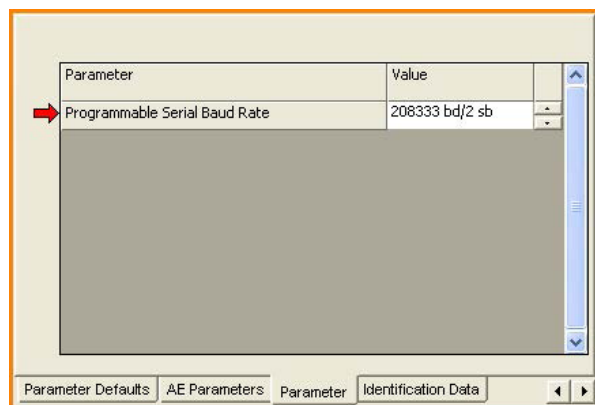 Parameter Value
Programmable Serial Baud Rate 208333 bd/2 sb
Parameter Defaults AE Parameters Parameter Identification Data